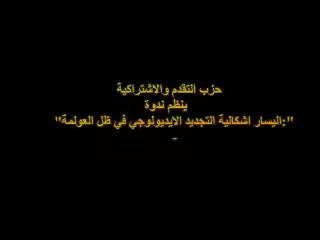 حزب التقدم والاشتراكية
ينظم ندوة
"اليسار اشكالية التجديد الايديولوجي في ظل العولمة:"
-